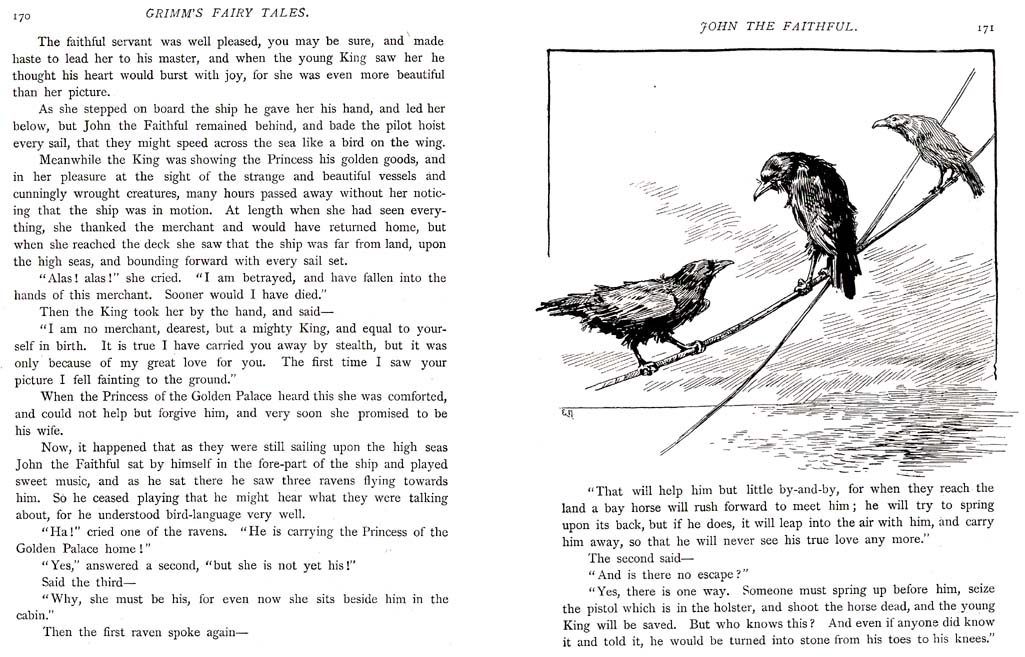 170
GRIMM'S FAIRY TALES.
The faithful servant was well pleased, you may be sure, and made
haste to lead her to his master, and when the young King saw her he
thought his heart would burst with joy, for she was even more beautiful
than her picture.
As she stepped on board the ship he gave her his hand, and led her
below, but John the Faithful remained behind, and bade the pilot hoist
every sail, that they might speed across the sea like a bird on the wing.
Meanwhile the King was showing the Princess his golden goods, and
in her pleasure at the sight of the strange and beautiful vessels and
cunningly wrought creatures, many hours passed away without her notic-
ing that the ship was in motion. At length when she had seen every-
thing, she thanked the merchant and would have returned home, but
when she reached the deck she saw that the ship was far from land, upon
the high seas, and bounding forward with every sail set.
"Alas! alas!" she cried. "I am betrayed, and have fallen into the
hands of this merchant. Sooner would I have died."
Then the King took her by the hand, and said—
"I am no merchant, dearest, but a mighty King, and equal to your-
self in birth. It is true I have carried you away by stealth, but it was
only because of my great love for you. The first time I saw your
picture I fell fainting to the ground."
When the Princess of the Golden Palace heard this she was comforted,
and could not help but forgive him, and very soon she promised to be
his wife.
Now, it happened that as they were still sailing upon the high seas
John the Faithful sat by himself in the fore-part of the ship and played
sweet music, and as he sat there he saw three ravens flying towards
him. So he ceased playing that he might hear what they were talking
about, for he understood bird-language very well.
"Ha!" cried one of the ravens. "He is carrying the Princess of the
Golden Palace home!"
"Yes," answered a second, "but she is not yet his!"
Said the third—
"Why, she must be his, for even now she sits beside him in the
cabin."
Then the first raven spoke again—
JOHN THE FAITHFUL.
171
"That will help him but little by-and-by, for when they reach the
land a bay horse will rush forward to meet him; he will try to spring
upon its back, but if he does, it will leap into the air with him, and carry
him away, so that he will never see his true love any more."
The second said—
"And is there no escape?"
"Yes, there is one way. Someone must spring up before him, seize
the pistol which is in the holster, and shoot the horse dead, and the young
King will be saved. But who knows this? And even if anyone did know
it and told it, he would be turned into stone from his toes to his knees."